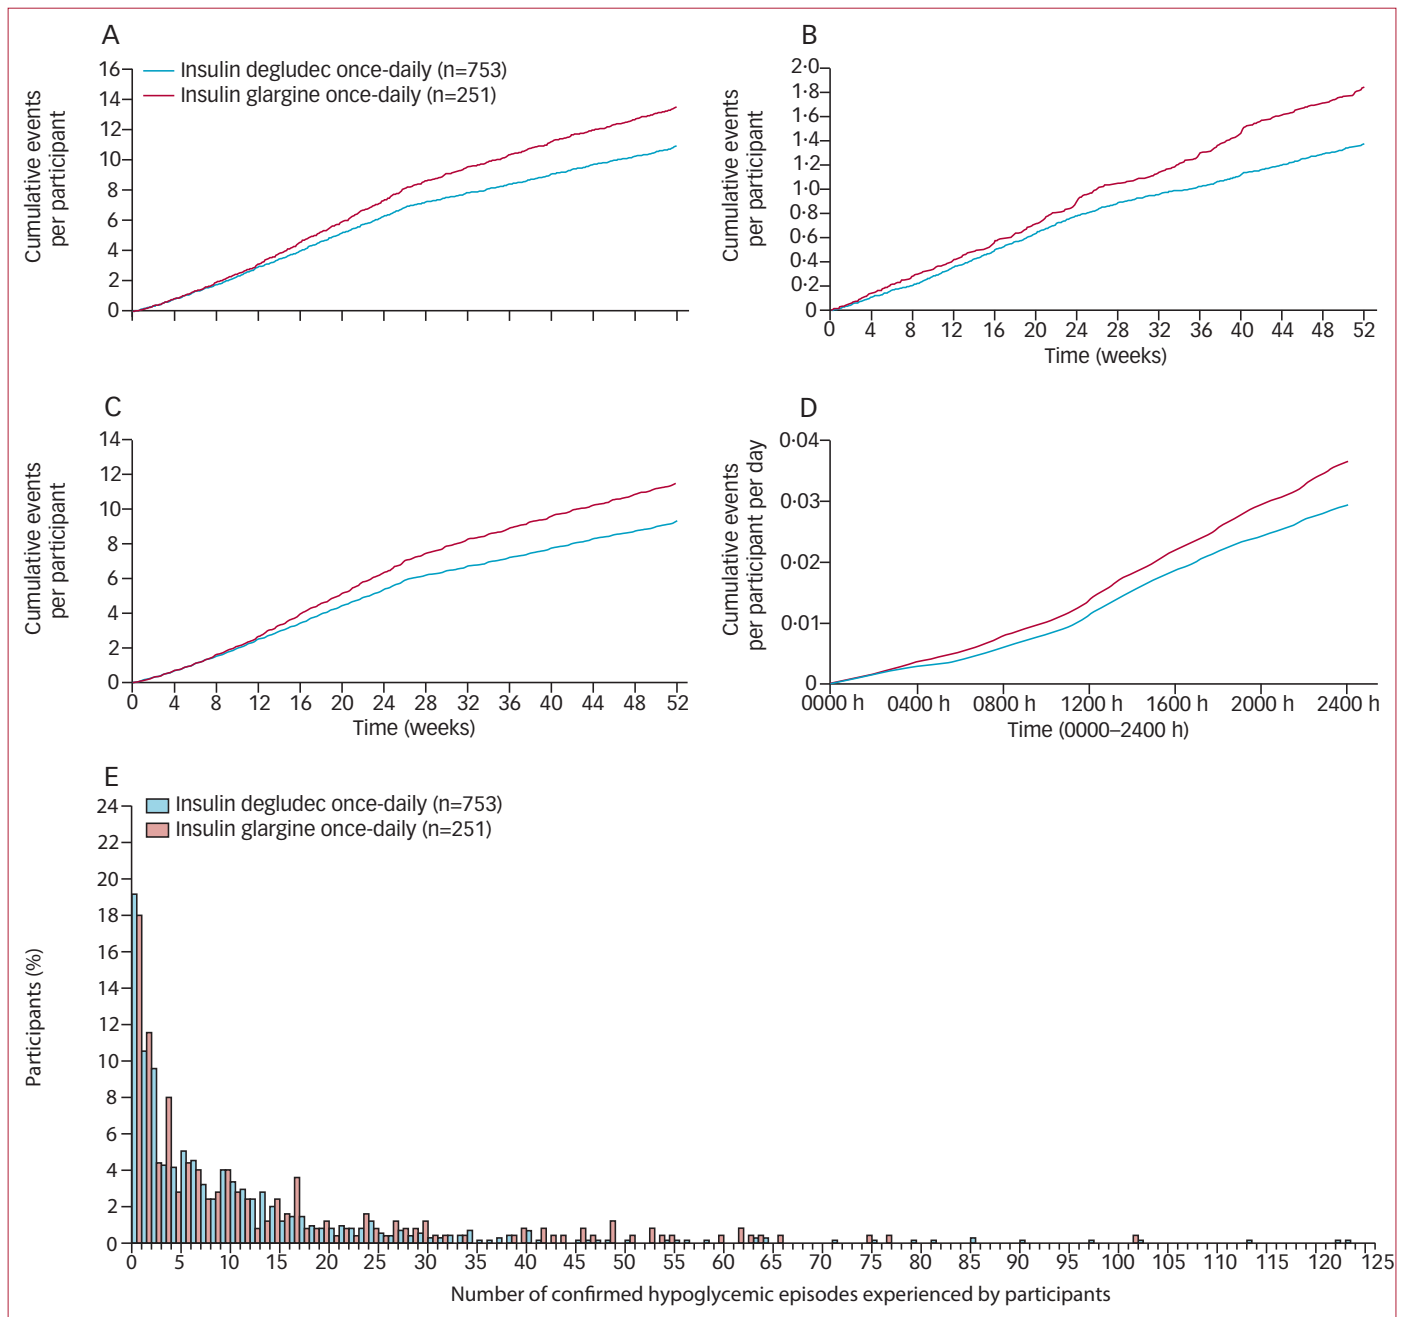 A
16
14
12
10
8
6
4
2
0
Cumulative events
per participant
Insulin degludec once-daily (n=753)
Insulin glargine once-daily (n=251)
B
2·0
1·8
1·6
1·4
1·2
1·0
0·8
0·6
0·4
0·2
0
Cumulative events
per participant
0 4 8 12 16 20 24 28 32 36 40 44 48 52
Time (weeks)
C
14
12
10
8
6
4
2
0
Cumulative events
per participant
0 4 8 12 16 20 24 28 32 36 40 44 48 52
Time (weeks)
D
0·04
0·03
0·02
0·01
0
Cumulative events
per participant per day
0000 h 0400 h 0800 h 1200 h 1600 h 2000 h 2400 h
Time (0000–2400 h)
E
Insulin degludec once-daily (n=753)
Insulin glargine once-daily (n=251)
24
22
20
18
16
14
12
10
8
6
4
2
0
Participants (%)
0 5 10 15 20 25 30 35 40 45 50 55 60 65 70 75 80 85 90 95 100 105 110 115 120 125
Number of confirmed hypoglycemic episodes experienced by participants